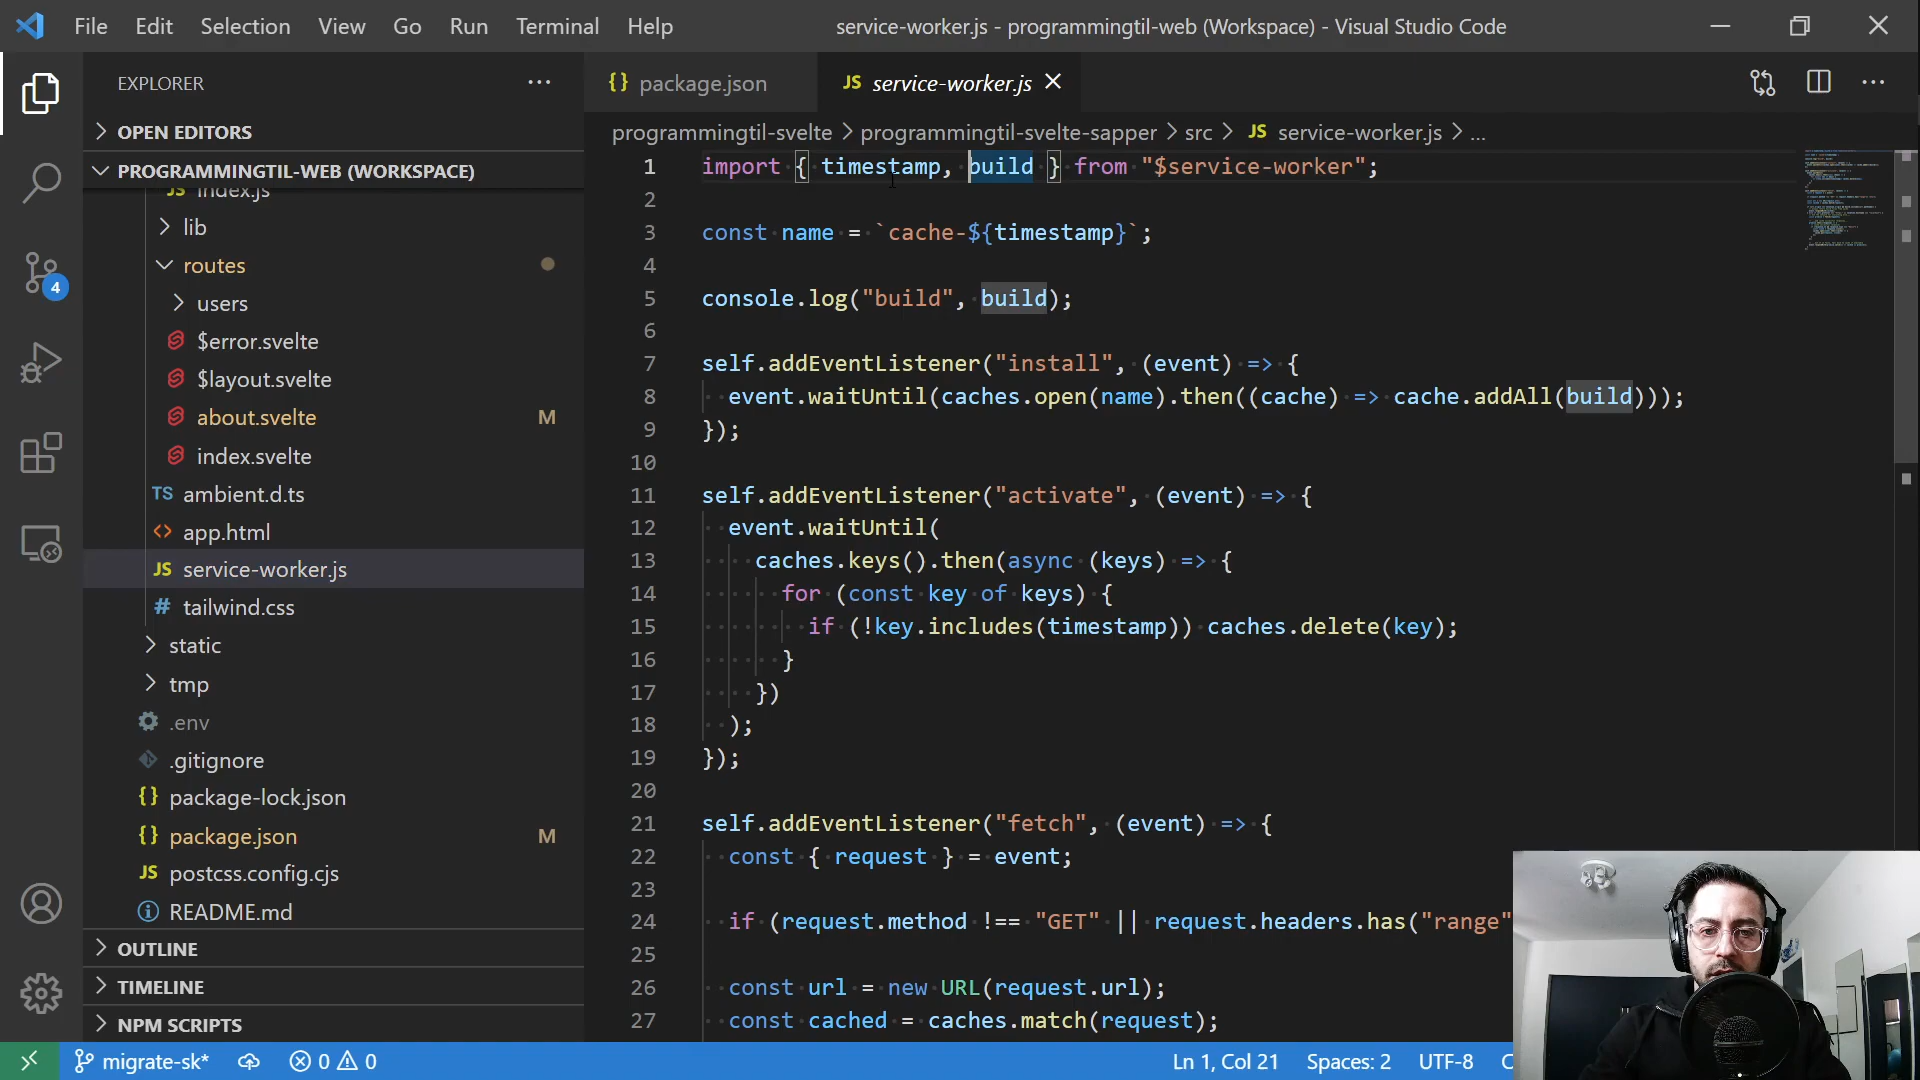 File Edit Selection View Go Run Terminal Help
service-worker.js - programmingtil-web (Workspace) - Visual Studio Code
EXPLORER
OPEN EDITORS
PROGRAMMINGTIL-WEB (WORKSPACE)
JS index.js
lib
routes
users
$error.svelte
$layout.svelte
about.svelte M
index.svelte
TS ambient.d.ts
<> app.html
JS service-worker.js
# tailwind.css
static
tmp
.env
.gitignore
{} package-lock.json
{} package.json M
JS postcss.config.cjs
README.md
OUTLINE
TIMELINE
NPM SCRIPTS
4
{} package.json
JS service-worker.js
programmingtil-svelte > programmingtil-svelte-sapper > src > JS service-worker.js > ...
1 import { timestamp, build } from "$service-worker";
2
3 const name = `cache-${timestamp}`;
4
5 console.log("build", build);
6
7 self.addEventListener("install", (event) => {
8 event.waitUntil(caches.open(name).then((cache) => cache.addAll(build)));
9 });
10
11 self.addEventListener("activate", (event) => {
12 event.waitUntil(
13 caches.keys().then(async (keys) => {
14 for (const key of keys) {
15 if (!key.includes(timestamp)) caches.delete(key);
16 }
17 })
18 );
19 });
20
21 self.addEventListener("fetch", (event) => {
22 const { request } = event;
23
24 if (request.method !== "GET" || request.headers.has("range"
25
26 const url = new URL(request.url);
27 const cached = caches.match(request);
migrate-sk* 0 0 Ln 1, Col 21 Spaces: 2 UTF-8